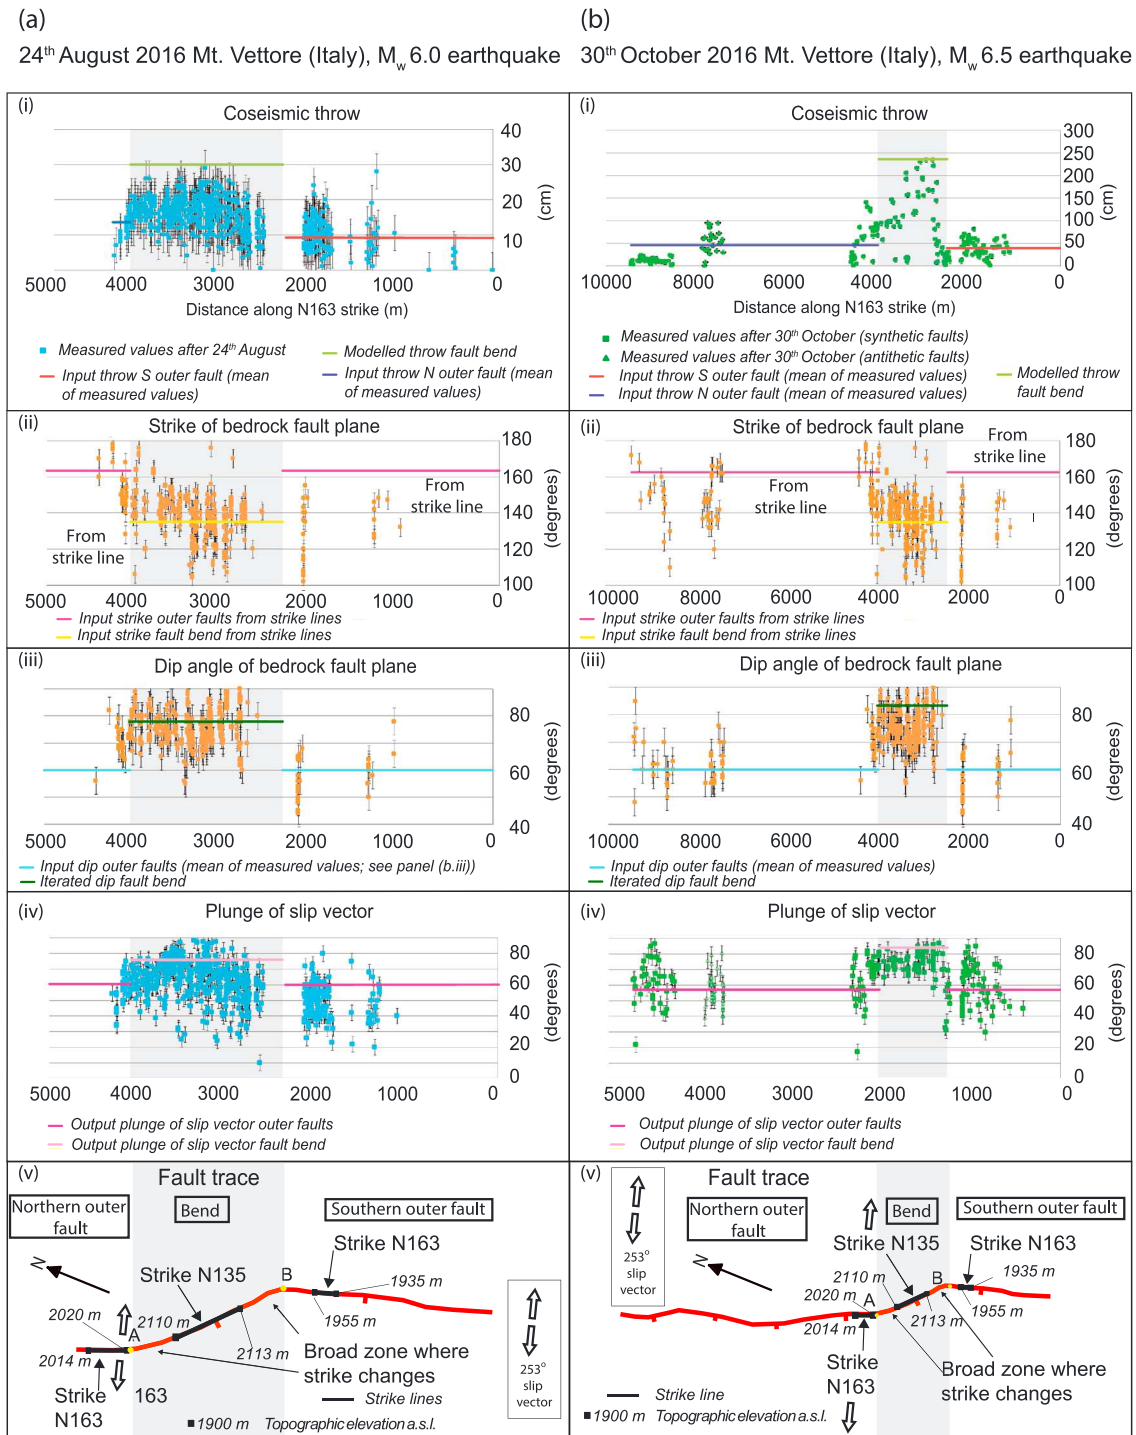 (a)
24th August 2016 Mt. Vettore (Italy), Mw 6.0 earthquake
(i)
Coseismic throw
40
30
20
10
(cm)
5000 4000 3000 2000 1000 0
Distance along N163 strike (m)
Measured values after 24th August
Modelled throw fault bend
Input throw S outer fault (mean of measured values)
Input throw N outer fault (mean of measured values)
(ii)
Strike of bedrock fault plane
180
160
140
120
100
(degrees)
From strike line
From strike line
5000 4000 3000 2000 1000
Input strike outer faults from strike lines
Input strike fault bend from strike lines
(iii)
Dip angle of bedrock fault plane
80
60
40
(degrees)
5000 4000 3000 2000 1000 0
Input dip outer faults (mean of measured values; see panel (b.iii))
Iterated dip fault bend
(iv)
Plunge of slip vector
80
60
40
20
0
(degrees)
5000 4000 3000 2000 1000
Output plunge of slip vector outer faults
Output plunge of slip vector fault bend
(v)
Fault trace
Northern outer fault
Bend
Southern outer fault
N
Strike N163
Strike N135
B
1935 m
2020 m
2110 m
A
1955 m
2014 m
2113 m
Broad zone where strike changes
253° slip vector
Strike N163
163
Strike lines
1900 m Topographic elevation a.s.l.
(b)
30th October 2016 Mt. Vettore (Italy), Mw 6.5 earthquake
(i)
Coseismic throw
300
250
200
150
100
50
0
(cm)
10000 8000 6000 4000 2000 0
Distance along N163 strike (m)
Measured values after 30th October (synthetic faults)
Measured values after 30th October (antithetic faults)
Input throw S outer fault (mean of measured values)
Input throw N outer fault (mean of measured values)
Modelled throw fault bend
(ii)
Strike of bedrock fault plane
From strike line
180
160
140
120
100
(degrees)
From strike line
10000 8000 6000 4000 2000 0
Input strike outer faults from strike lines
Input strike fault bend from strike lines
(iii)
Dip angle of bedrock fault plane
80
60
40
(degrees)
10000 8000 6000 4000 2000 0
Input dip outer faults (mean of measured values)
Iterated dip fault bend
(iv)
Plunge of slip vector
80
60
40
20
0
(degrees)
5000 4000 3000 2000 1000 0
Output plunge of slip vector outer faults
Output plunge of slip vector fault bend
(v)
Fault trace
253° slip vector
Northern outer fault
Bend
Southern outer fault
N
Strike N135
Strike N163
2110 m
B
1935 m
2020 m
A
2014 m
2113 m
1955 m
Strike N163
Broad zone where strike changes
Strike line
1900 m Topographic elevation a.s.l.